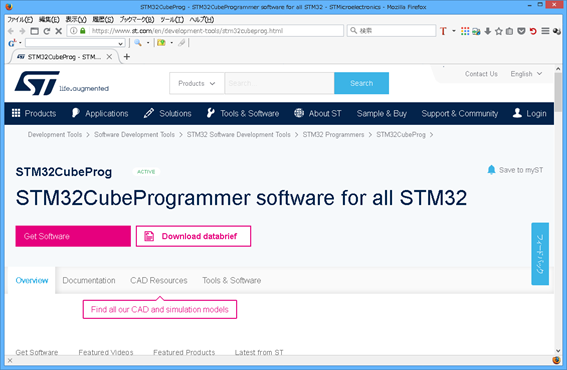 STM32CubeProg - STM32CubeProgrammer software for all STM32 - STMicroelectronics - Mozilla Firefox
ファイル(F) 編集(E) 表示(V) 履歴(S) ブックマーク(B) ツール(T) ヘルプ(H)
https://www.st.com/en/development-tools/stm32cubeprog.html
検索
STM32CubeProg - STM...
life.augmented
Products
Search
Contact Us
English
Products
Applications
Solutions
Tools & Software
About ST
Sample & Buy
Support & Community
Login
Development Tools > Software Development Tools > STM32 Software Development Tools > STM32 Programmers > STM32CubeProg >
STM32CubeProg
ACTIVE
Save to myST
STM32CubeProgrammer software for all STM32
Get Software
Download databrief
フィードバック
Overview
Documentation
CAD Resources
Tools & Software
Find all our CAD and simulation models
Get Software
Featured Videos
Featured Products
Latest from ST